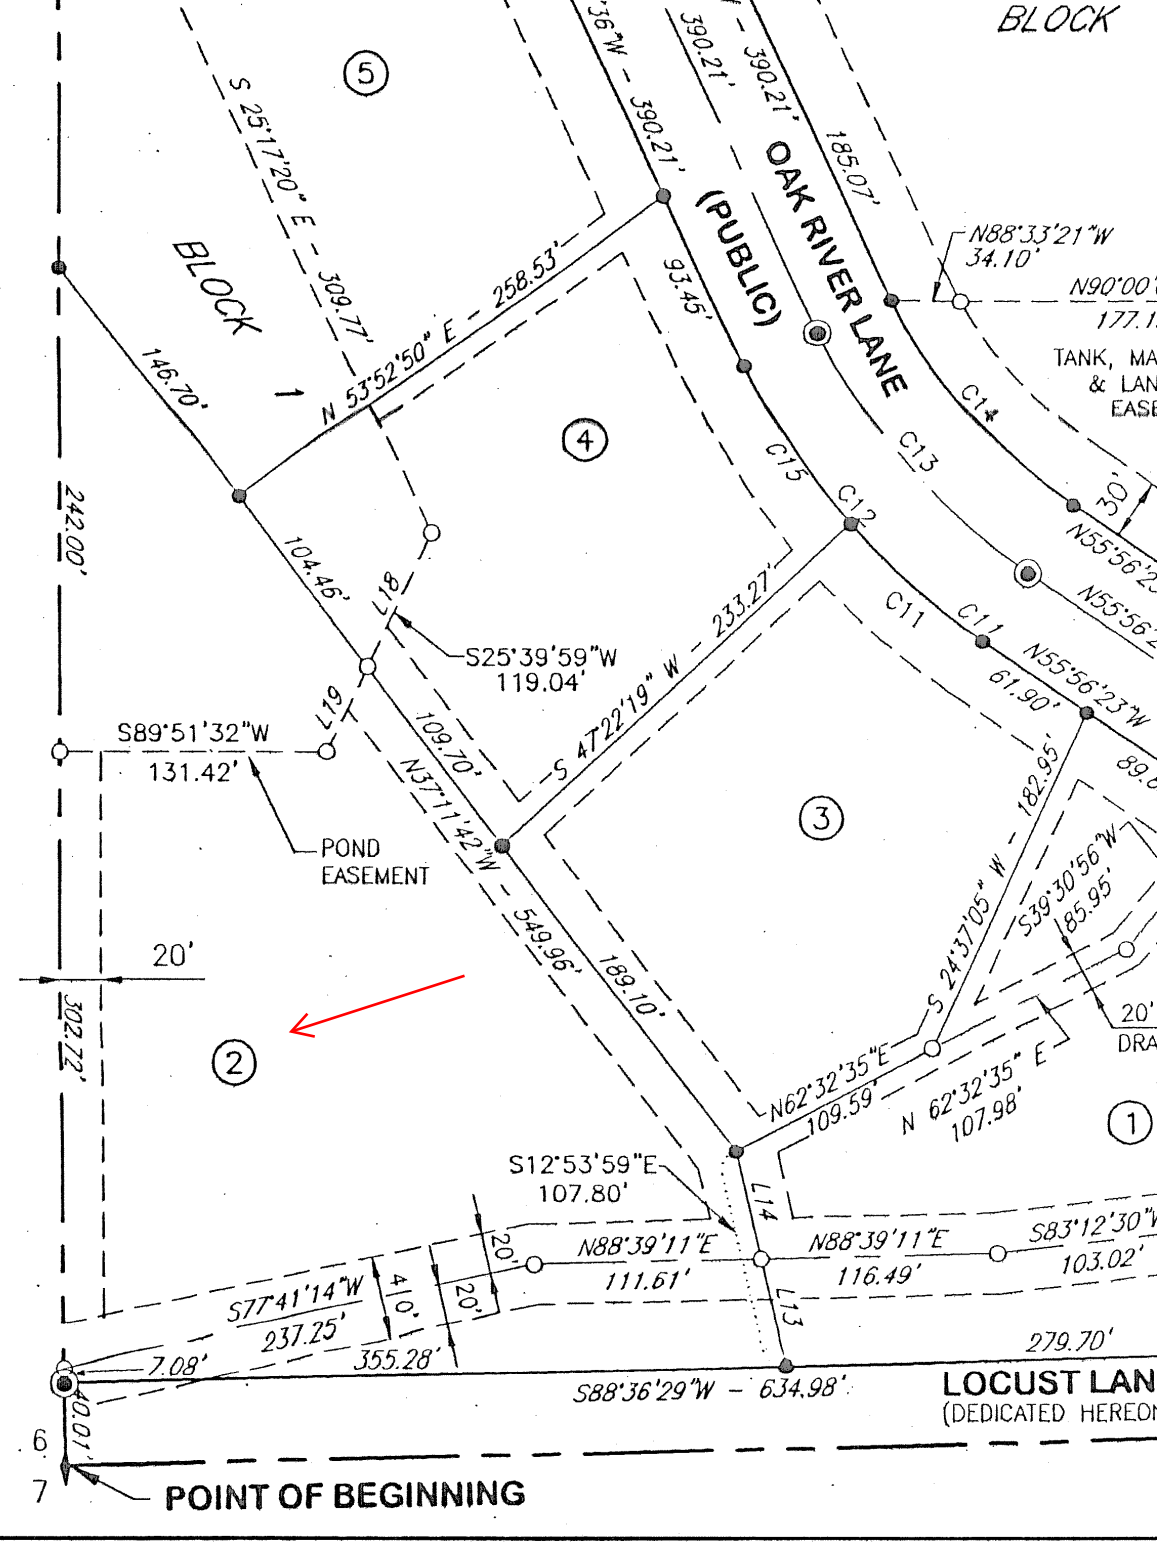 BLOCK
5
36"W - 390.21'
390.21'
- 390.21'
185.07'
OAK RIVER LANE
(PUBLIC)
S 25°17'20" E - 309.77'
BLOCK 1
N88°33'21"W
34.10'
N90°00'
177.1
TANK, MA
& LAN
EASE
93.45'
N 53°52'50" E - 258.53'
146.70'
4
C14
C13
C15
C12
30'
N55°56'23
N55°56'2
242.00'
104.46'
L18
S25°39'59"W
119.04'
S 47°22'19" W - 233.27'
C11
C11
N55°56'23"W
61.90'
89.6
L19
S89°51'32"W
131.42'
109.70'
N37°11'42"W - 549.96'
POND
EASEMENT
3
S 24°37'05" W - 182.95'
S39°30'56"W
85.95'
20'
302.72'
189.10'
20'
DRA
2
N62°32'35"E
109.59'
N 62°32'35" E
107.98'
1
S12°53'59"E
107.80'
L14
20'
N88°39'11"E
111.61'
N88°39'11"E
116.49'
S83°12'30"W
103.02'
S77°41'14"W
237.25'
20'
L13
7.08'
355.28'
279.70'
S88°36'29"W - 634.98'
LOCUST LAN
(DEDICATED HEREON
40.01'
6
7
POINT OF BEGINNING